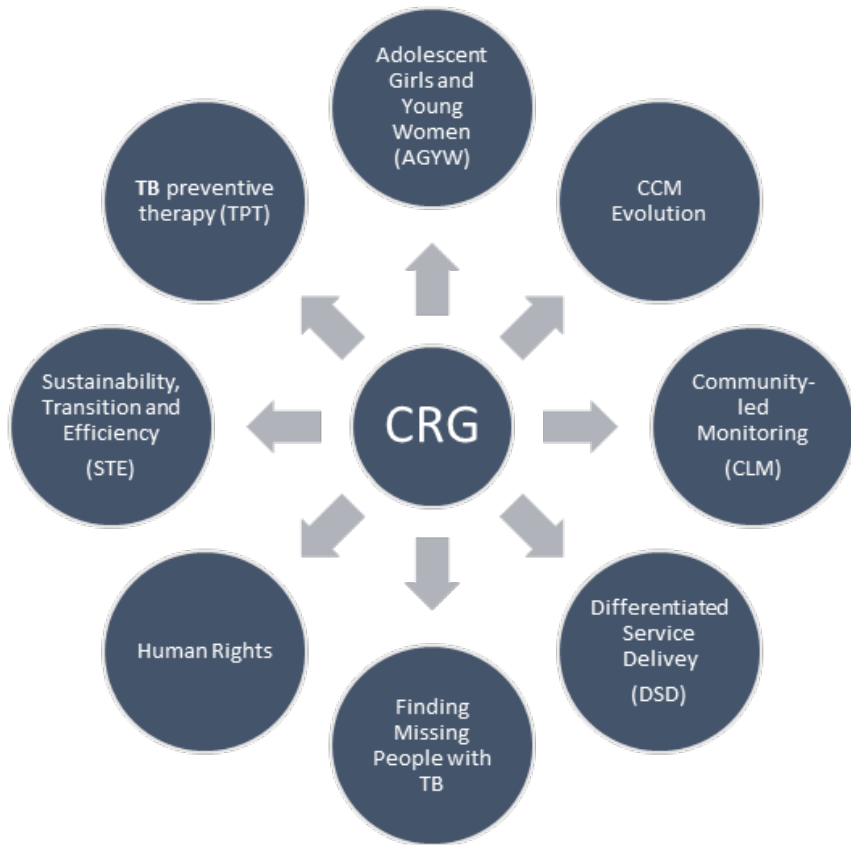 Adolescent
Girls and
Young
Women
(AGYW)
CCM
Evolution
Community-
led
Monitoring
(CLM)
Differentiated
Service
Delivey
(DSD)
Finding
Missing
People with
TB
Human Rights
Sustainability,
Transition and
Efficiency
(STE)
TB preventive
therapy (TPT)
CRG